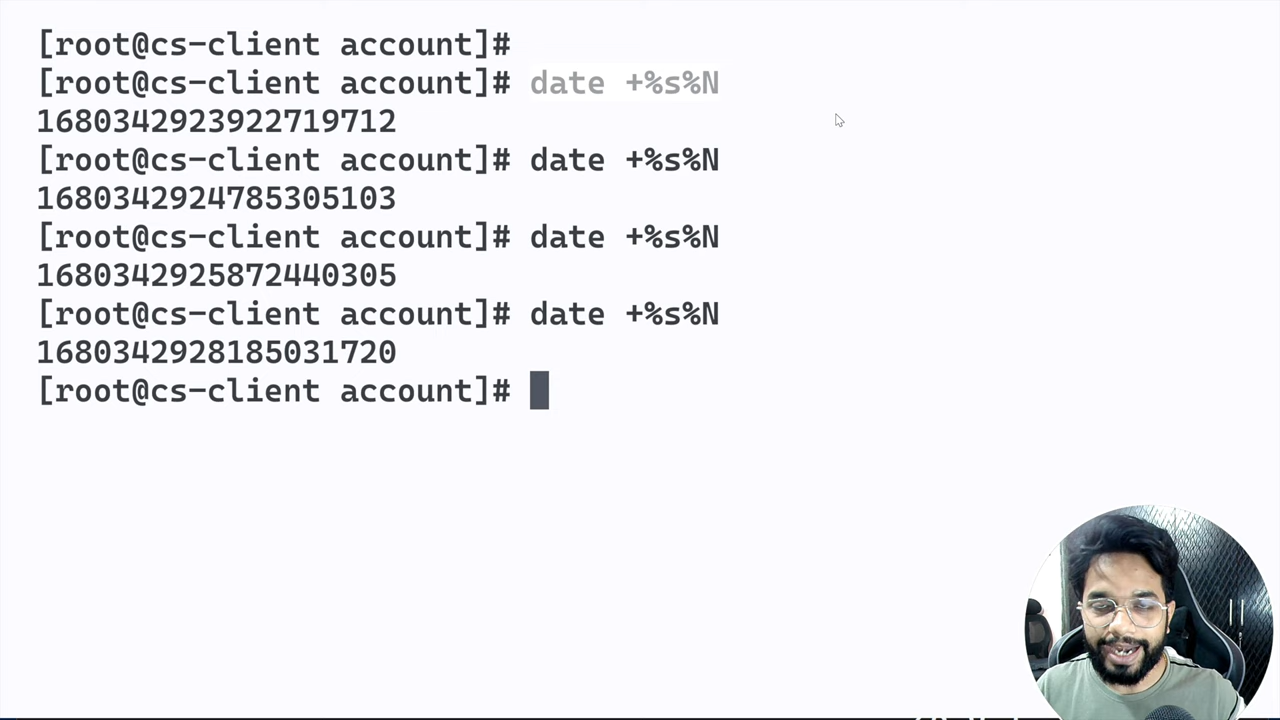 [root@cs-client account]#
[root@cs-client account]# date +%s%N
1680342923922719712
[root@cs-client account]# date +%s%N
1680342924785305103
[root@cs-client account]# date +%s%N
1680342925872440305
[root@cs-client account]# date +%s%N
1680342928185031720
[root@cs-client account]#